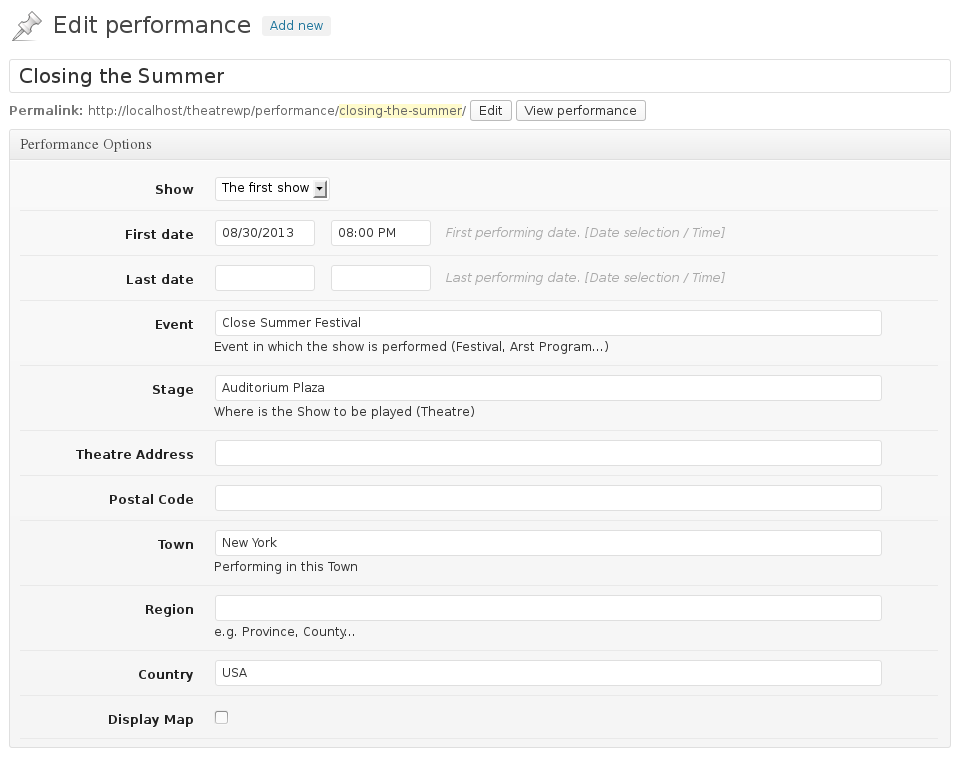 Edit performance Add new
Closing the Summer
Permalink: http://localhost/theatrewp/performance/closing-the-summer/ Edit View performance
Performance Options
Show The first show
First date 08/30/2013 08:00 PM First performing date. [Date selection / Time]
Last date Last performing date. [Date selection / Time]
Event Close Summer Festival
Event in which the show is performed (Festival, Arst Program...)
Stage Auditorium Plaza
Where is the Show to be played (Theatre)
Theatre Address
Postal Code
Town New York
Performing in this Town
Region
e.g. Province, County...
Country USA
Display Map